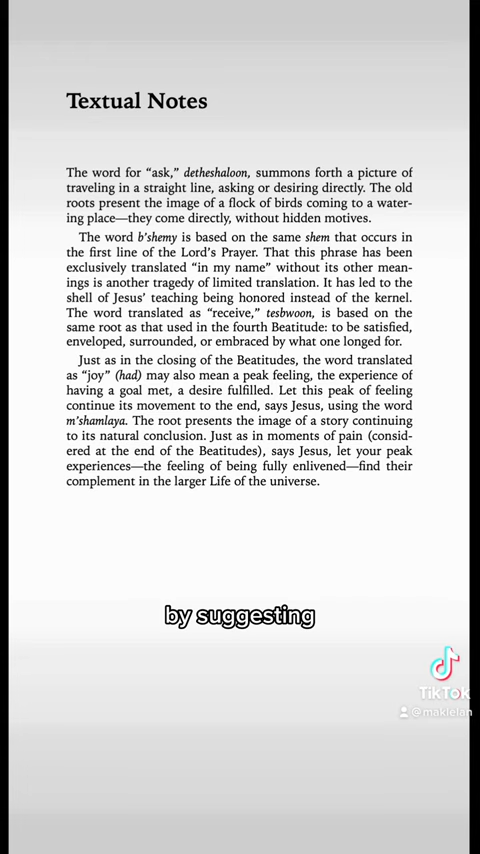 Textual Notes
The word for “ask,” detheshaloon, summons forth a picture of
traveling in a straight line, asking or desiring directly. The old
roots present the image of a flock of birds coming to a water-
ing place—they come directly, without hidden motives.
The word b’shemy is based on the same shem that occurs in
the first line of the Lord’s Prayer. That this phrase has been
exclusively translated “in my name” without its other mean-
ings is another tragedy of limited translation. It has led to the
shell of Jesus’ teaching being honored instead of the kernel.
The word translated as “receive,” tesbwoon, is based on the
same root as that used in the fourth Beatitude: to be satisfied,
enveloped, surrounded, or embraced by what one longed for.
Just as in the closing of the Beatitudes, the word translated
as “joy” (had) may also mean a peak feeling, the experience of
having a goal met, a desire fulfilled. Let this peak of feeling
continue its movement to the end, says Jesus, using the word
m’shamlaya. The root presents the image of a story continuing
to its natural conclusion. Just as in moments of pain (consid-
ered at the end of the Beatitudes), says Jesus, let your peak
experiences—the feeling of being fully enlivened—find their
complement in the larger Life of the universe.
by suggesting
TikTok
@maklelan